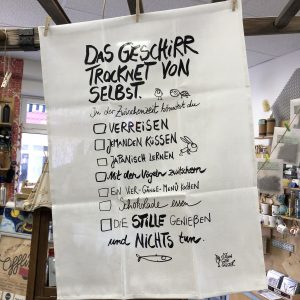 DAS GESCHIRR
TROCKNET VON
SELBST.
In der Zwischenzeit könntest du
VERREISEN
JEMANDEN KÜSSEN
JAPANISCH LERNEN
Mit den Vögeln zwitschern
EIN VIER-GÄNGE-MENÜ KOCHEN
Schokolade essen
DIE STILLE GENIEßEN
und NICHTS tun.